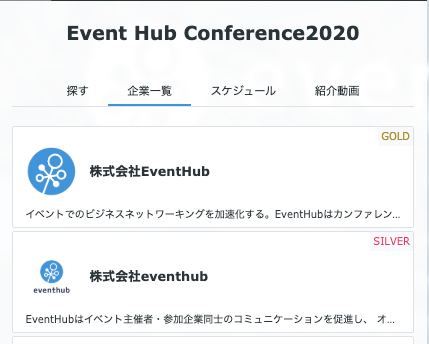 Event Hub Conference2020
探す 企業一覧 スケジュール 紹介動画
GOLD
株式会社EventHub
イベントでのビジネスネットワーキングを加速化する。EventHubはカンファレン...
SILVER
eventhub
株式会社eventhub
EventHubはイベント主催者・参加企業同士のコミュニケーションを促進し、 オ...